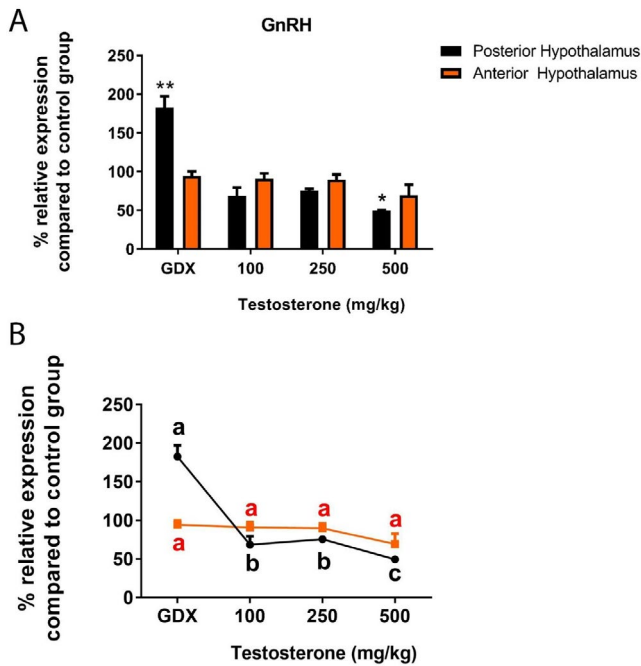 A
GnRH
Posterior Hypothalamus
Anterior Hypothalamus
% relative expression
compared to control group
250
200
150
100
50
0
**
*
GDX 100 250 500
Testosterone (mg/kg)
B
% relative expression
compared to control group
250
200
150
100
50
0
a
a a a
a
b b c
GDX 100 250 500
Testosterone (mg/kg)